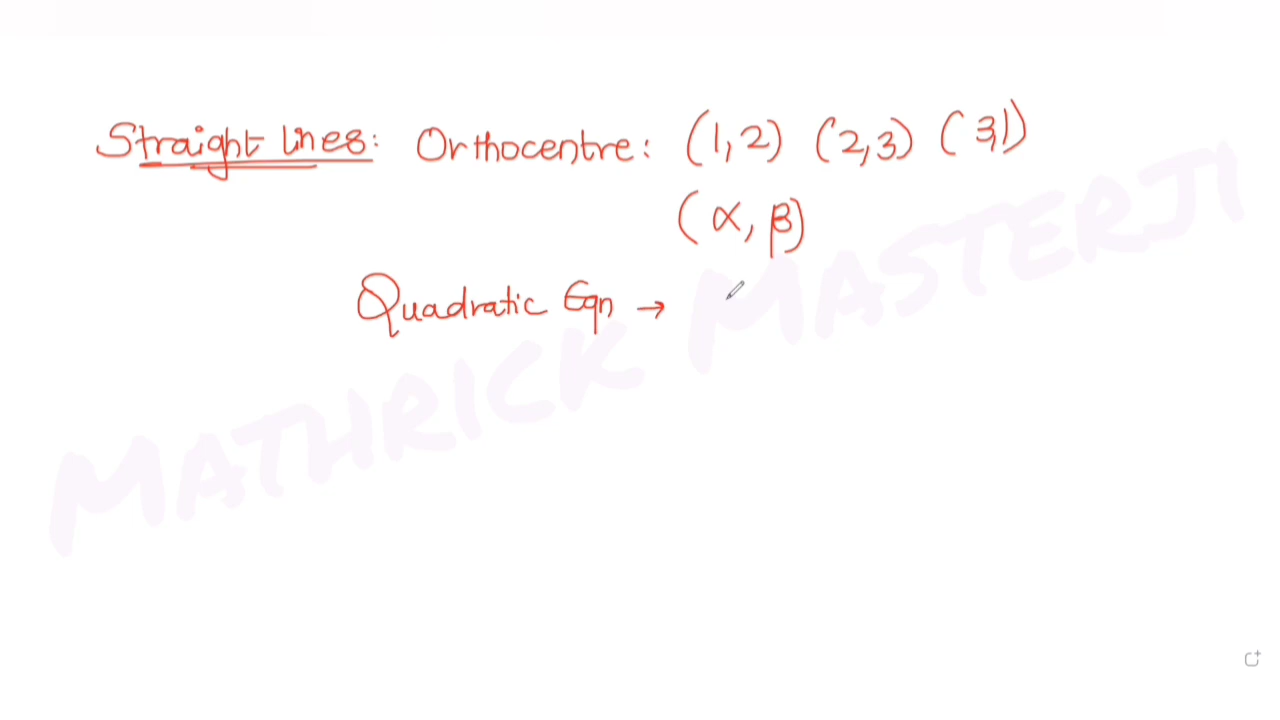 Straight lines: Orthocentre: (1,2) (2,3) (3,1)
(α, β)
Quadratic Eqn →
MATHRICK MASTERJI